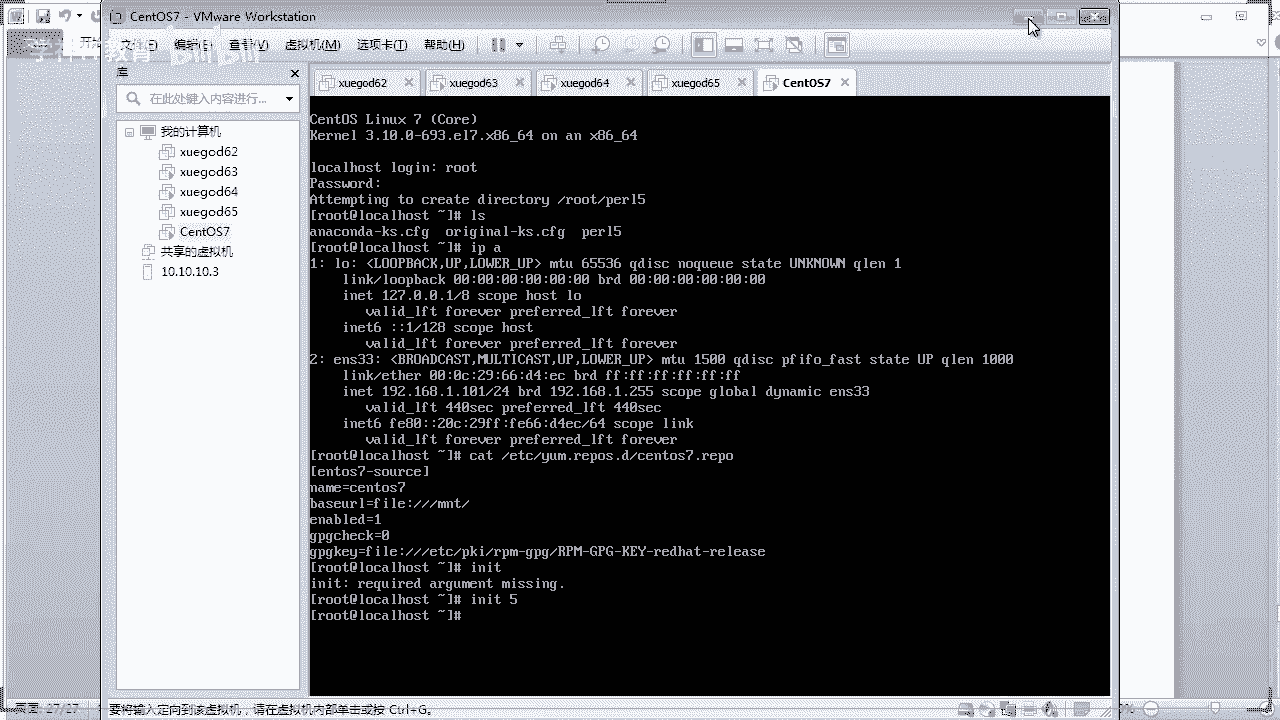 CentOS7 - VMware Workstation
编辑(E) 查看(V) 虚拟机(M) 选项卡(T) 帮助(H)
库
在此处键入内容进行...
我的计算机
xuegod62
xuegod63
xuegod64
xuegod65
CentOS7
共享的虚拟机
10.10.10.3
xuegod62 xuegod63 xuegod64 xuegod65 CentOS7
CentOS Linux 7 (Core)
Kernel 3.10.0-693.el7.x86_64 on an x86_64
localhost login: root
Password:
Attempting to create directory /root/perl5
[root@localhost ~]# ls
anaconda-ks.cfg original-ks.cfg perl5
[root@localhost ~]# ip a
1: lo: <LOOPBACK,UP,LOWER_UP> mtu 65536 qdisc noqueue state UNKNOWN qlen 1
link/loopback 00:00:00:00:00:00 brd 00:00:00:00:00:00
inet 127.0.0.1/8 scope host lo
valid_lft forever preferred_lft forever
inet6 ::1/128 scope host
valid_lft forever preferred_lft forever
2: ens33: <BROADCAST,MULTICAST,UP,LOWER_UP> mtu 1500 qdisc pfifo_fast state UP qlen 1000
link/ether 00:0c:29:66:d4:ec brd ff:ff:ff:ff:ff:ff
inet 192.168.1.101/24 brd 192.168.1.255 scope global dynamic ens33
valid_lft 440sec preferred_lft 440sec
inet6 fe80::20c:29ff:fe66:d4ec/64 scope link
valid_lft forever preferred_lft forever
[root@localhost ~]# cat /etc/yum.repos.d/centos7.repo
[entos7-source]
name=centos7
baseurl=file:///mnt/
enabled=1
gpgcheck=0
gpgkey=file:///etc/pki/rpm-gpg/RPM-GPG-KEY-redhat-release
[root@localhost ~]# init
init: required argument missing.
[root@localhost ~]# init 5
[root@localhost ~]#
要将输入定向到该虚拟机，请在虚拟机内部单击或按 Ctrl+G。